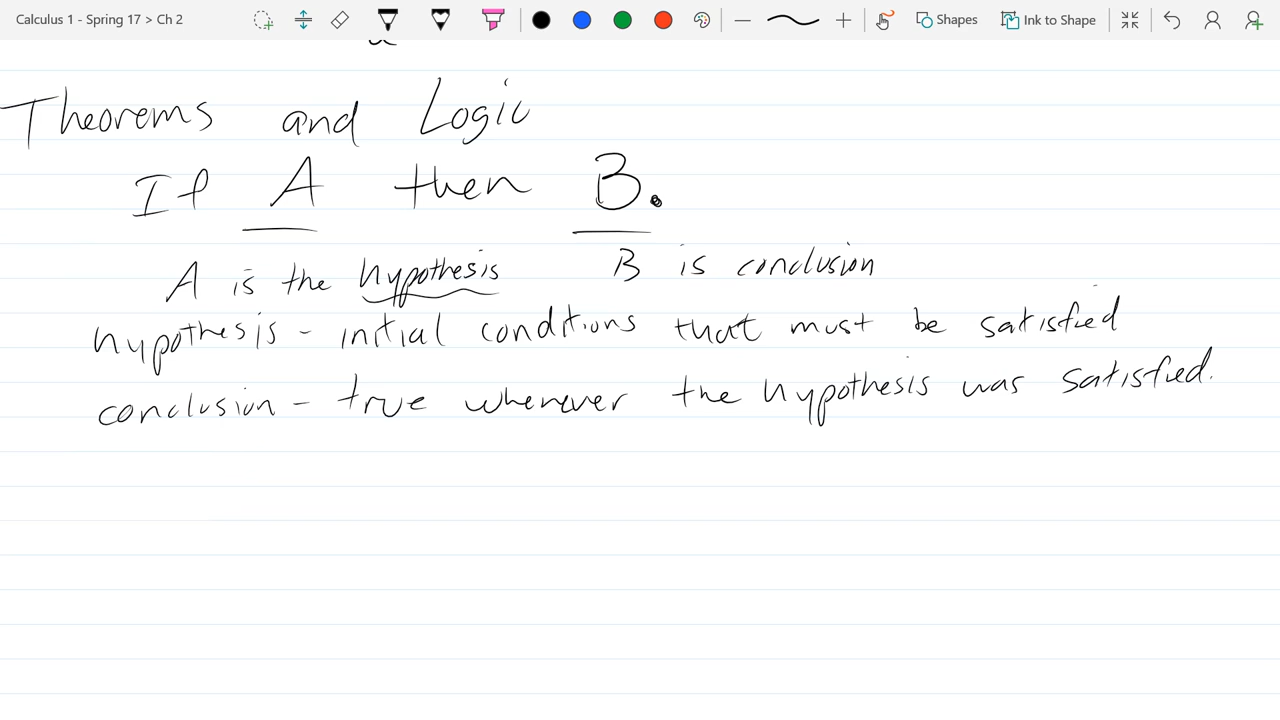 Calculus 1 - Spring 17 > Ch 2 Shapes Ink to Shape
Theorems and Logic
If A then B.
A is the hypothesis B is conclusion
hypothesis - initial conditions that must be satisfied
conclusion - true whenever the hypothesis was satisfied.